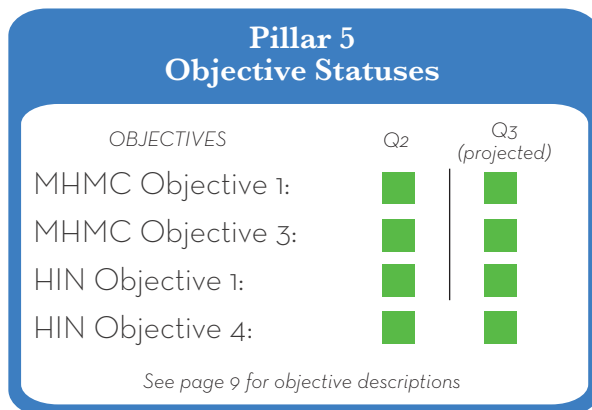 Pillar 5
Objective Statuses
OBJECTIVES Q2 Q3
(projected)
MHMC Objective 1:
MHMC Objective 3:
HIN Objective 1:
HIN Objective 4:
See page 9 for objective descriptions